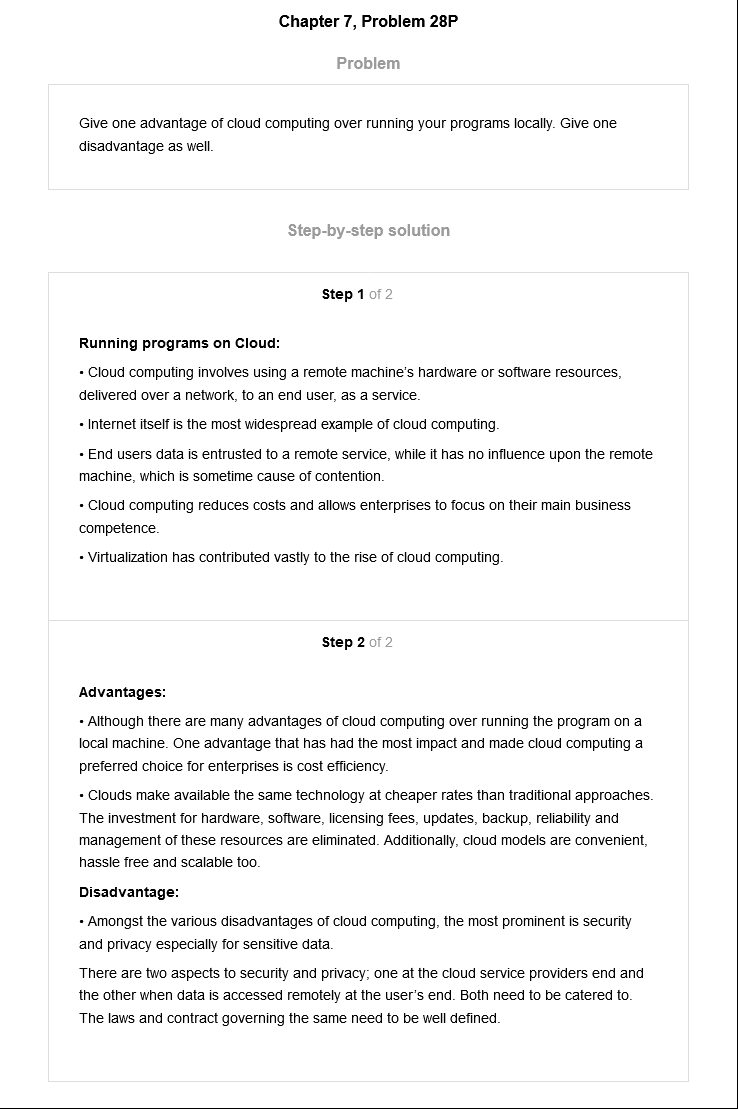 Chapter 7, Problem 28P
Problem
Give one advantage of cloud computing over running your programs locally. Give one
disadvantage as well.
Step-by-step solution
Step 1 of 2
Running programs on Cloud:
• Cloud computing involves using a remote machine's hardware or software resources,
delivered over a network, to an end user, as a service.
• Internet itself is the most widespread example of cloud computing.
• End users data is entrusted to a remote service, while it has no influence upon the remote
machine, which is sometime cause of contention.
• Cloud computing reduces costs and allows enterprises to focus on their main business
competence.
• Virtualization has contributed vastly to the rise of cloud computing.
Step 2 of 2
Advantages:
• Although there are many advantages of cloud computing over running the program on a
local machine. One advantage that has had the most impact and made cloud computing a
preferred choice for enterprises is cost efficiency.
• Clouds make available the same technology at cheaper rates than traditional approaches.
The investment for hardware, software, licensing fees, updates, backup, reliability and
management of these resources are eliminated. Additionally, cloud models are convenient,
hassle free and scalable too.
Disadvantage:
• Amongst the various disadvantages of cloud computing, the most prominent is security
and privacy especially for sensitive data.
There are two aspects to security and privacy; one at the cloud service providers end and
the other when data is accessed remotely at the user's end. Both need to be catered to.
The laws and contract governing the same need to be well defined.